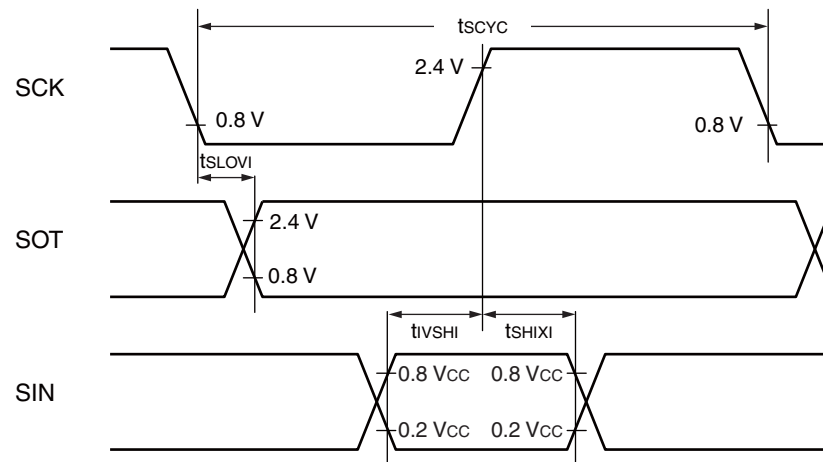 tSCYC
SCK
2.4 V
0.8 V
0.8 V
tSLOVI
SOT
2.4 V
0.8 V
tIVSHI
tSHIXI
SIN
0.8 VCC
0.8 VCC
0.2 VCC
0.2 VCC